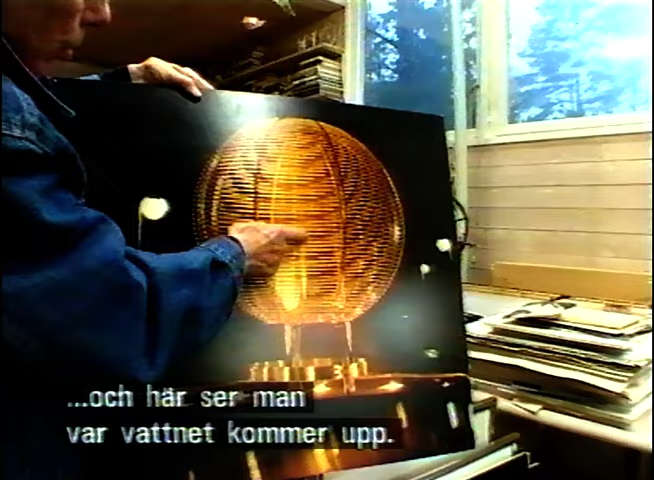 ...och här ser man
var vattnet kommer upp.